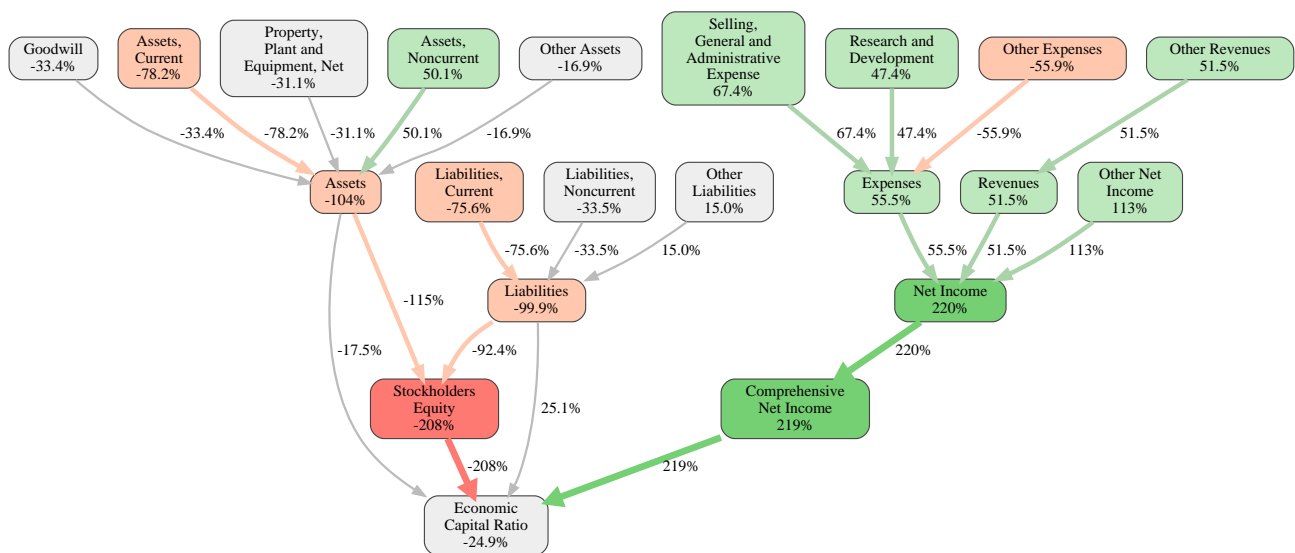 Goodwill
-33.4%
Assets,
Current
-78.2%
Property,
Plant and
Equipment, Net
-31.1%
Assets,
Noncurrent
50.1%
Other Assets
-16.9%
Selling,
General and
Administrative
Expense
67.4%
Research and
Development
47.4%
Other Expenses
-55.9%
Other Revenues
51.5%
-33.4%
-78.2%
-31.1%
50.1%
-16.9%
67.4%
47.4%
-55.9%
51.5%
Assets
-104%
Liabilities,
Current
-75.6%
Liabilities,
Noncurrent
-33.5%
Other
Liabilities
15.0%
Expenses
55.5%
Revenues
51.5%
Other Net
Income
113%
-75.6%
-33.5%
15.0%
55.5%
51.5%
113%
-115%
Liabilities
-99.9%
Net Income
220%
-17.5%
-92.4%
220%
Stockholders
Equity
-208%
25.1%
Comprehensive
Net Income
219%
-208%
219%
Economic
Capital Ratio
-24.9%